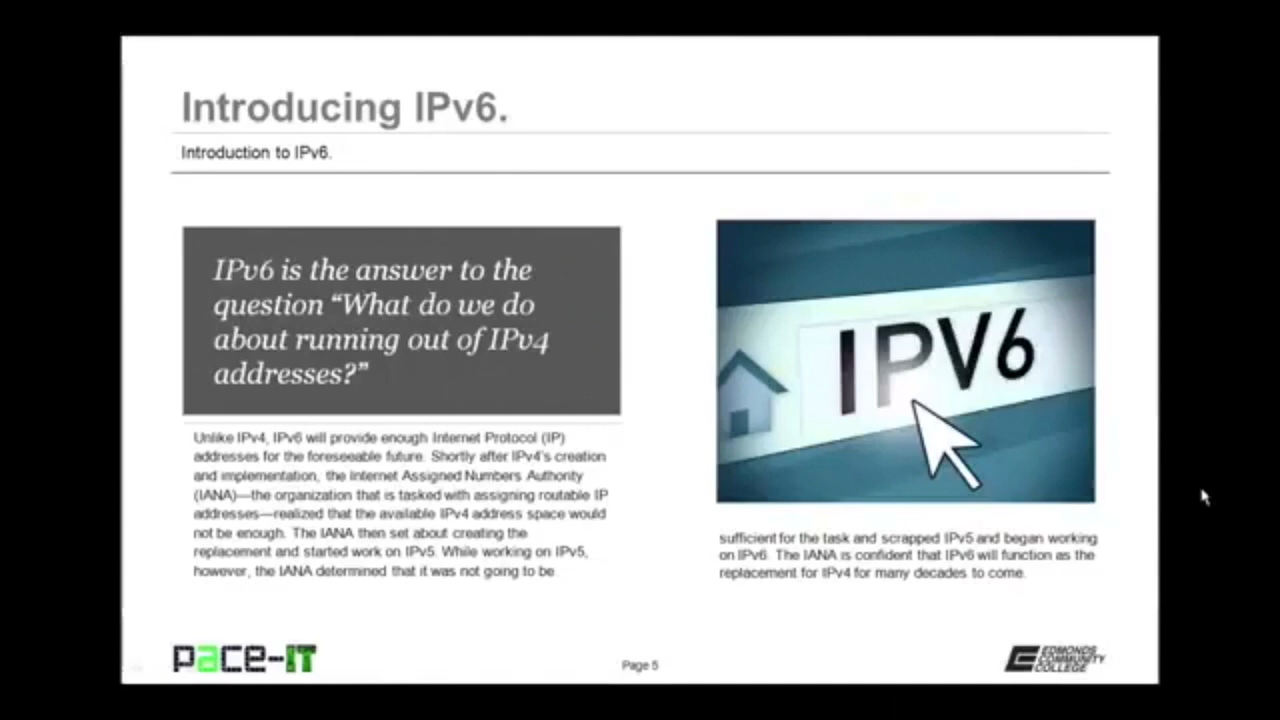 Introducing IPv6.
Introduction to IPv6.
IPv6 is the answer to the
question “What do we do
about running out of IPv4
addresses?”
Unlike IPv4, IPv6 will provide enough Internet Protocol (IP)
addresses for the foreseeable future. Shortly after IPv4's creation
and implementation, the Internet Assigned Numbers Authority
(IANA)—the organization that is tasked with assigning routable IP
addresses—realized that the available IPv4 address space would
not be enough. The IANA then set about creating the
replacement and started work on IPv5. While working on IPv5,
however, the IANA determined that it was not going to be
IPV6
sufficient for the task and scrapped IPv5 and began working
on IPv6. The IANA is confident that IPv6 will function as the
replacement for IPv4 for many decades to come.
pace-IT
Page 5
EDMONDS
COMMUNITY
COLLEGE